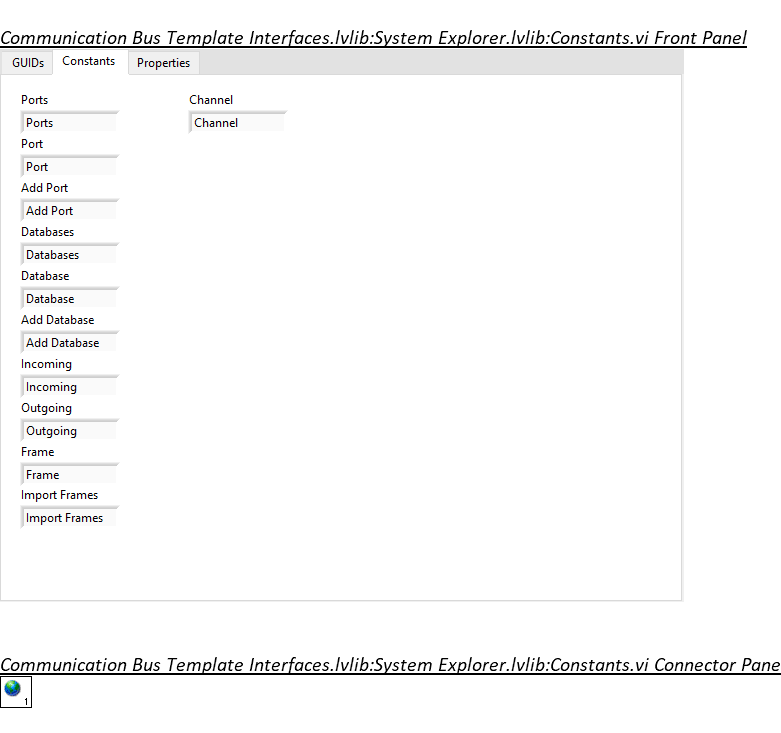 Communication Bus Template Interfaces.lvlib:System Explorer.lvlib:Constants.vi Front Panel
GUIDs Constants Properties
Ports Channel
Ports Channel
Port
Port
Add Port
Add Port
Databases
Databases
Database
Database
Add Database
Add Database
Incoming
Incoming
Outgoing
Outgoing
Frame
Frame
Import Frames
Import Frames
Communication Bus Template Interfaces.lvlib:System Explorer.lvlib:Constants.vi Connector Pane
1